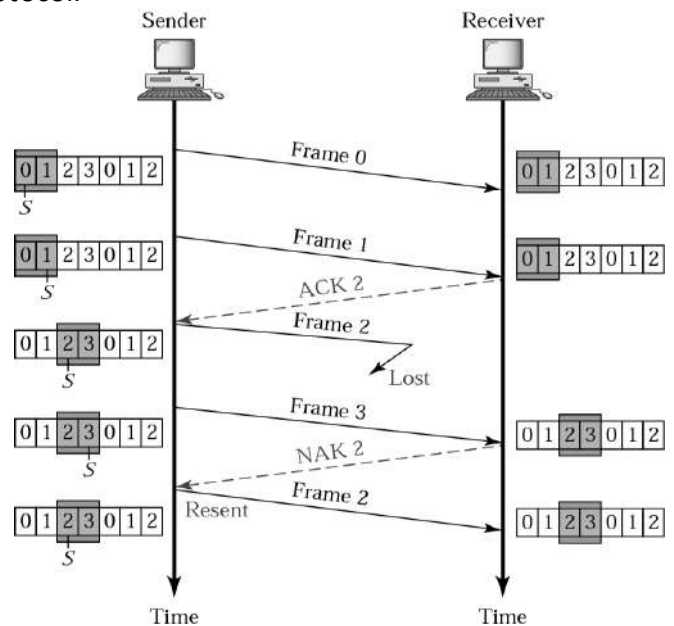 Sender Receiver
Frame 0
0 1 2 3 0 1 2
S
0 1 2 3 0 1 2
Frame 1
0 1 2 3 0 1 2
S
0 1 2 3 0 1 2
ACK 2
Frame 2
0 1 2 3 0 1 2
S
Lost
Frame 3
0 1 2 3 0 1 2
S
0 1 2 3 0 1 2
NAK 2
Frame 2
Resent
0 1 2 3 0 1 2
S
0 1 2 3 0 1 2
Time Time